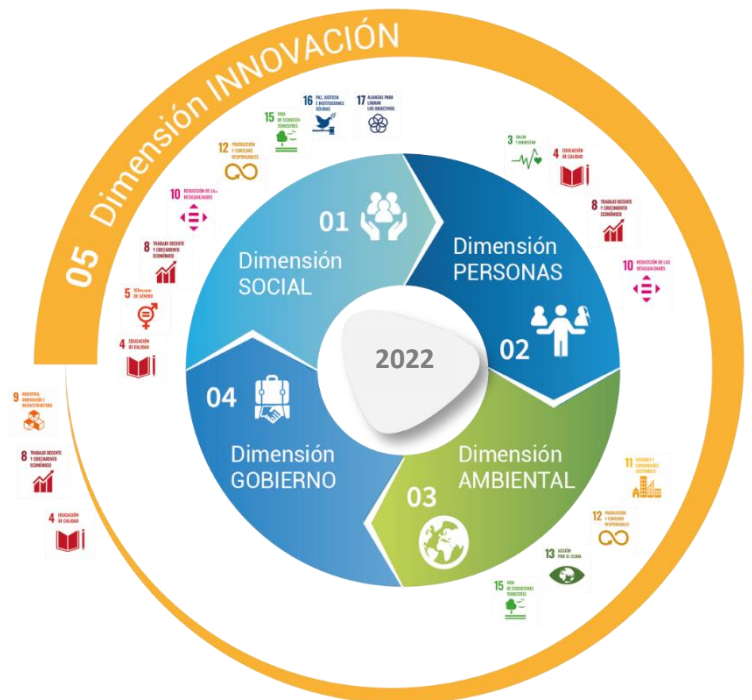 05 Dimensión INNOVACIÓN
16 PAZ, JUSTICIA
E INSTITUCIONES
SÓLIDAS
17 ALIANZAS PARA
LOGRAR
LOS OBJETIVOS
15 VIDA
DE ECOSISTEMAS
TERRESTRES
12 PRODUCCIÓN
Y CONSUMO
RESPONSABLES
10 REDUCCIÓN DE LAS
DESIGUALDADES
8 TRABAJO DECENTE
Y CRECIMIENTO
ECONÓMICO
5 IGUALDAD
DE GÉNERO
4 EDUCACIÓN
DE CALIDAD
3 SALUD
Y BIENESTAR
4 EDUCACIÓN
DE CALIDAD
8 TRABAJO DECENTE
Y CRECIMIENTO
ECONÓMICO
10 REDUCCIÓN DE LAS
DESIGUALDADES
01
Dimensión
SOCIAL
Dimensión
PERSONAS
02
2022
04
Dimensión
GOBIERNO
Dimensión
AMBIENTAL
03
9 INDUSTRIA,
INNOVACIÓN E
INFRAESTRUCTURA
8 TRABAJO DECENTE
Y CRECIMIENTO
ECONÓMICO
4 EDUCACIÓN
DE CALIDAD
11 CIUDADES Y
COMUNIDADES
SOSTENIBLES
12 PRODUCCIÓN
Y CONSUMO
RESPONSABLES
13 ACCIÓN
POR EL CLIMA
15 VIDA
DE ECOSISTEMAS
TERRESTRES